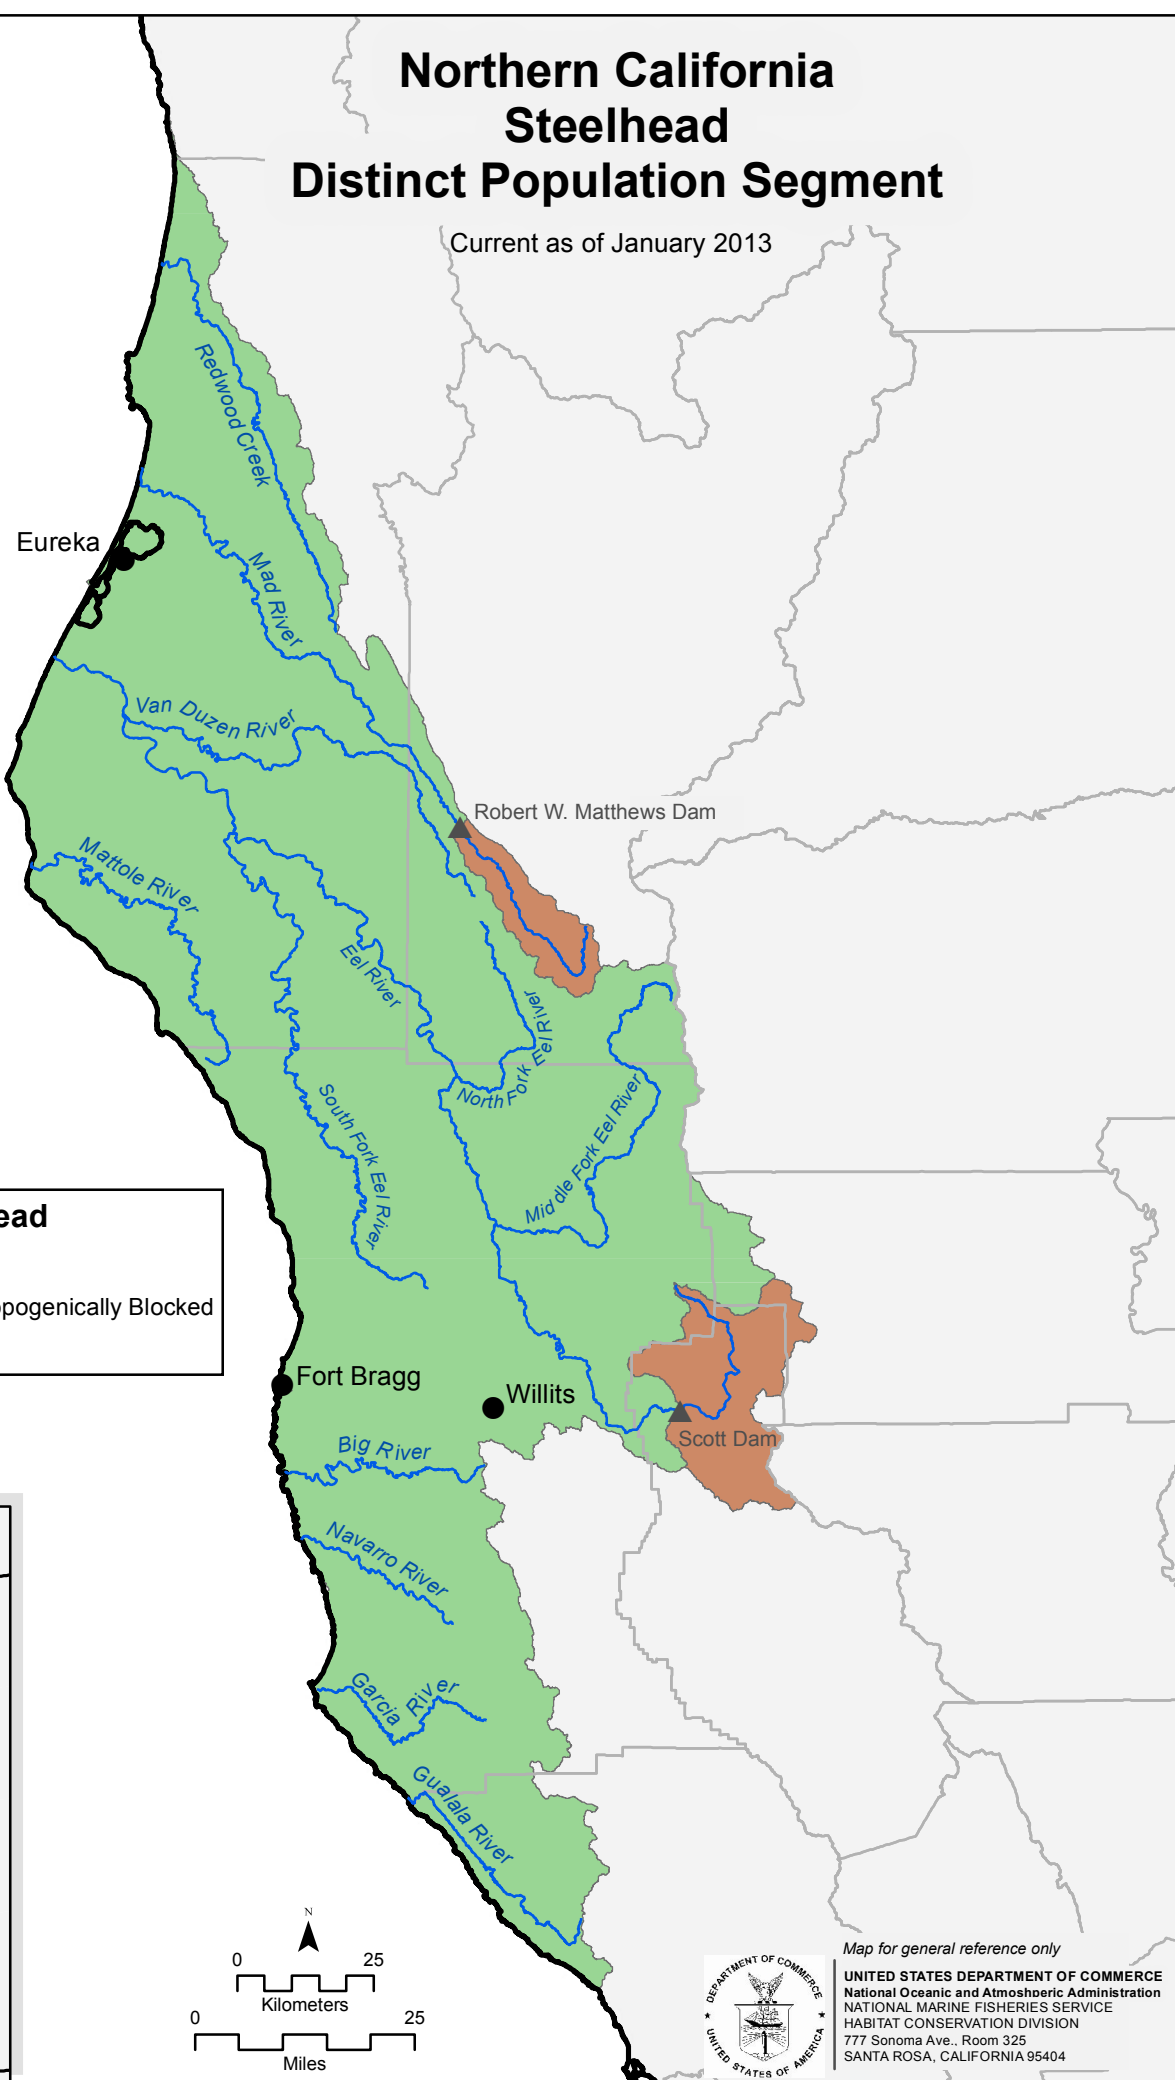 Northern California
Steelhead
Distinct Population Segment
Current as of January 2013
Redwood Creek
Eureka
Mad River
Van Duzen River
Robert W. Matthews Dam
Mattole River
Eel River
North Fork Eel River
South Fork Eel River
Middle Fork Eel River
ead
opogenically Blocked
Fort Bragg
Willits
Scott Dam
Big River
Navarro River
Garcia River
Gualala River
N
0 25
Kilometers
0 25
Miles
DEPARTMENT OF COMMERCE
UNITED STATES OF AMERICA
Map for general reference only
UNITED STATES DEPARTMENT OF COMMERCE
National Oceanic and Atmoshperic Administration
NATIONAL MARINE FISHERIES SERVICE
HABITAT CONSERVATION DIVISION
777 Sonoma Ave., Room 325
SANTA ROSA, CALIFORNIA 95404